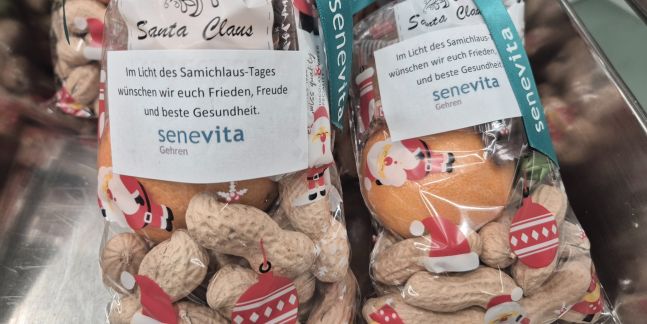 Santa Claus
Im Licht des Samichlaus-Tages
wünschen wir euch Frieden, Freude
und beste Gesundheit.
senevita
Gehren
senevita
Santa Claus
Im Licht des Samichlaus-Tages
wünschen wir euch Frieden,
und beste Gesundheit.
senevita
Gehren
senevita